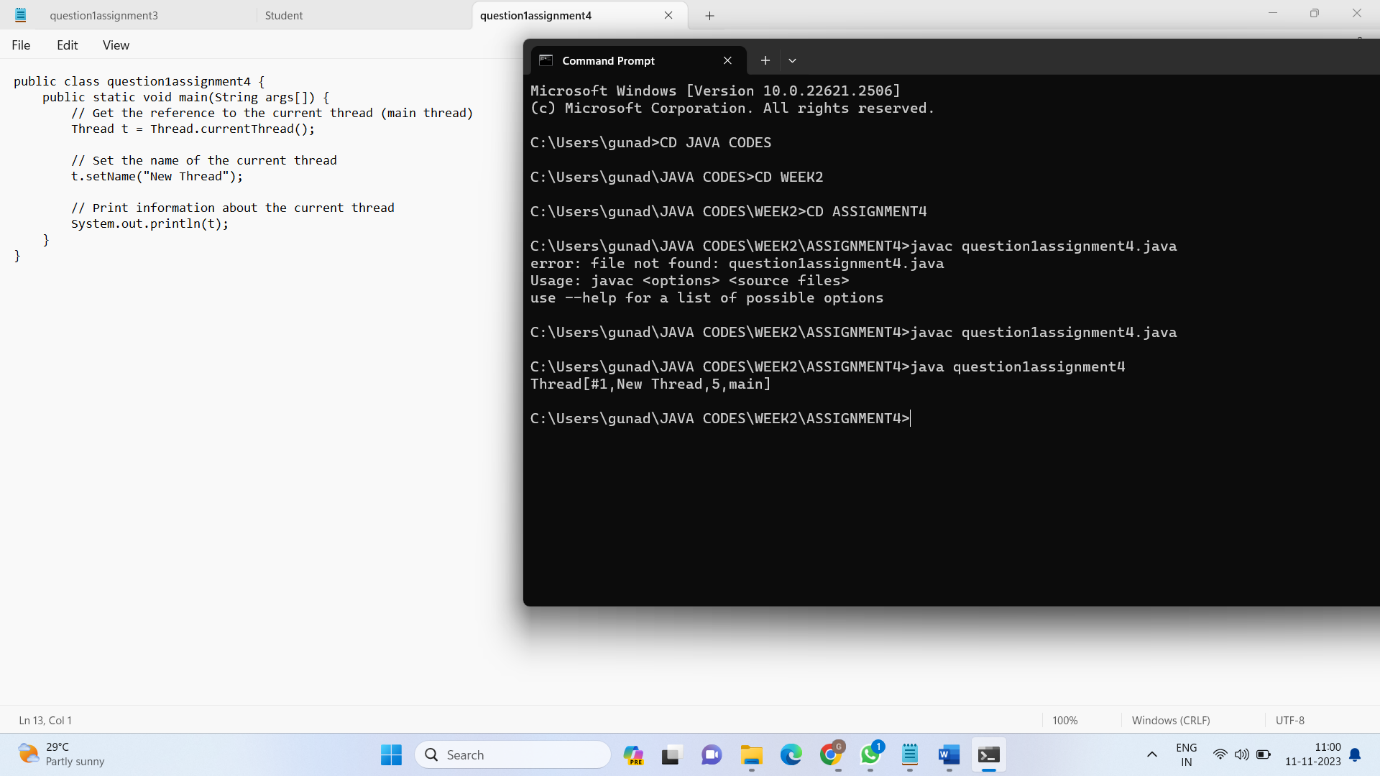 question1assignment3
Student
question1assignment4
File
Edit
View
public class question1assignment4 {
public static void main(String args[]) {
// Get the reference to the current thread (main thread)
Thread t = Thread.currentThread();
// Set the name of the current thread
t.setName("New Thread");
// Print information about the current thread
System.out.println(t);
}
}
Command Prompt
Microsoft Windows [Version 10.0.22621.2506]
(c) Microsoft Corporation. All rights reserved.
C:\Users\gunad>CD JAVA CODES
C:\Users\gunad\JAVA CODES>CD WEEK2
C:\Users\gunad\JAVA CODES\WEEK2>CD ASSIGNMENT4
C:\Users\gunad\JAVA CODES\WEEK2\ASSIGNMENT4>javac question1assignment4.java
error: file not found: question1assignment4.java
Usage: javac <options> <source files>
use --help for a list of possible options
C:\Users\gunad\JAVA CODES\WEEK2\ASSIGNMENT4>javac question1assignment4.java
C:\Users\gunad\JAVA CODES\WEEK2\ASSIGNMENT4>java question1assignment4
Thread[#1,New Thread,5,main]
C:\Users\gunad\JAVA CODES\WEEK2\ASSIGNMENT4>
Ln 13, Col 1
100%
Windows (CRLF)
UTF-8
29°C
Partly sunny
Search
PRE
G
1
W
ENG
IN
11:00
11-11-2023